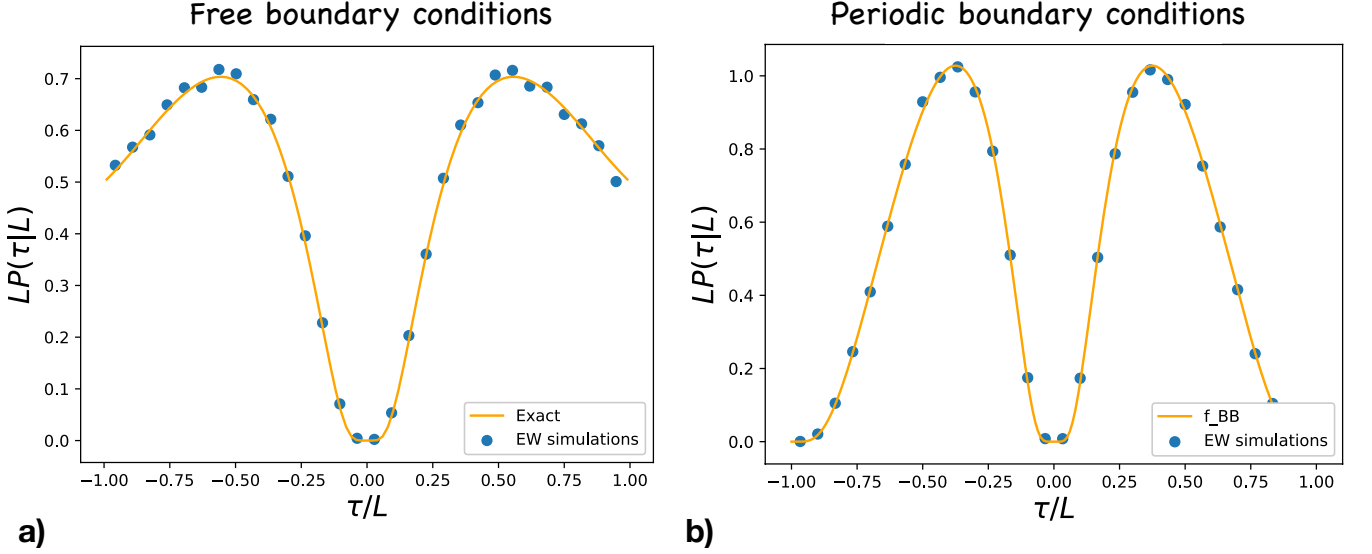 Free boundary conditions
LP(τ|L)
0.7
0.6
0.5
0.4
0.3
0.2
0.1
0.0
Exact
EW simulations
−1.00 −0.75 −0.50 −0.25 0.00 0.25 0.50 0.75 1.00
τ/L
a)
Periodic boundary conditions
LP(τ|L)
1.0
0.8
0.6
0.4
0.2
0.0
f_BB
EW simulations
−1.00 −0.75 −0.50 −0.25 0.00 0.25 0.50 0.75 1.00
τ/L
b)